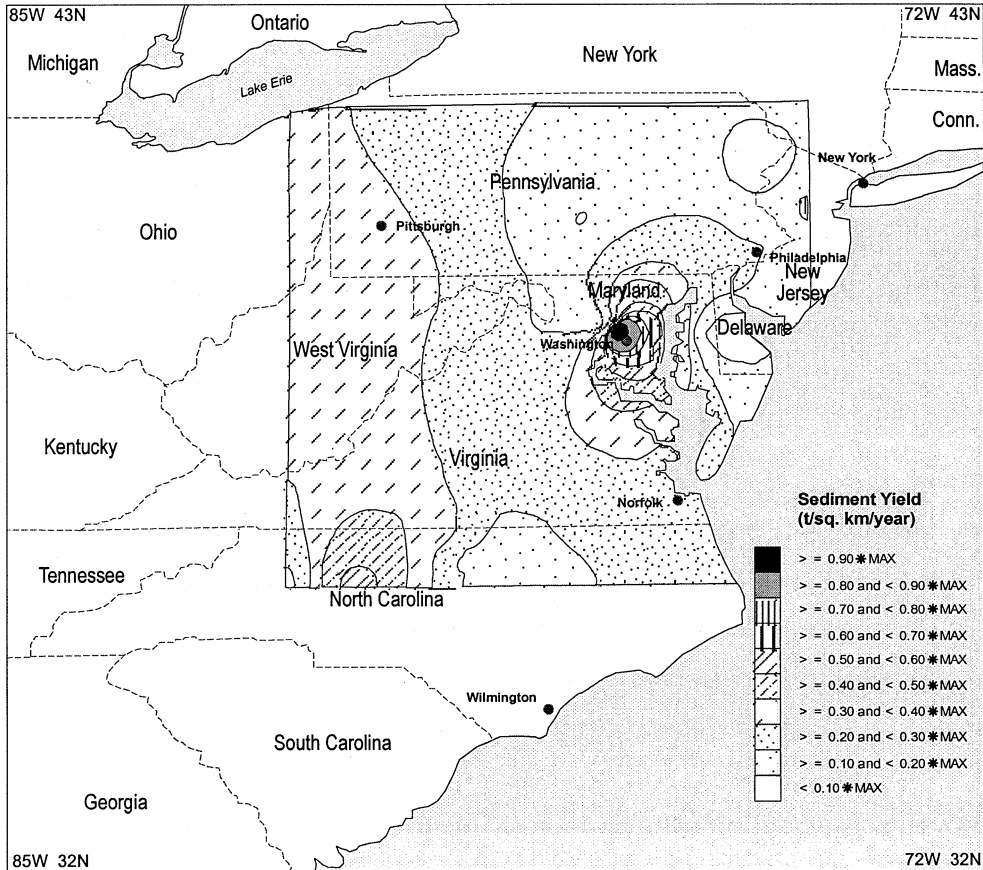 85W 43N
Ontario
72W 43N
Michigan
New York
Mass.
Lake Erie
Conn.
New York
Pennsylvania
Ohio
Pittsburgh
Philadelphia
New
Jersey
Maryland
Delaware
Washington
West Virginia
Kentucky
Virginia
Norfolk
Sediment Yield
(t/sq. km/year)
> = 0.90 ✱ MAX
> = 0.80 and < 0.90 ✱ MAX
> = 0.70 and < 0.80 ✱ MAX
> = 0.60 and < 0.70 ✱ MAX
> = 0.50 and < 0.60 ✱ MAX
> = 0.40 and < 0.50 ✱ MAX
> = 0.30 and < 0.40 ✱ MAX
> = 0.20 and < 0.30 ✱ MAX
> = 0.10 and < 0.20 ✱ MAX
< 0.10 ✱ MAX
Tennessee
North Carolina
Wilmington
South Carolina
Georgia
85W 32N
72W 32N